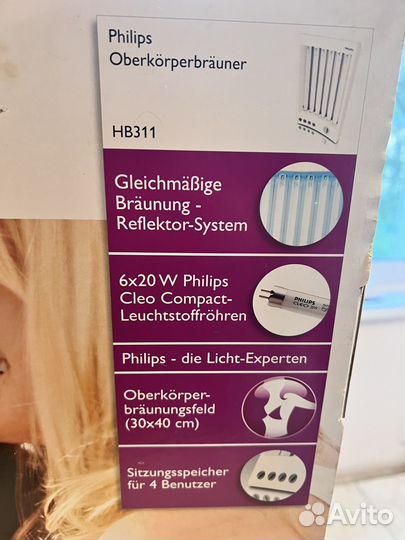 Philips
Oberkörperbräuner
HB311
Gleichmäßige
Bräunung -
Reflektor-System
6x20 W Philips
Cleo Compact-
Leuchtstoffröhren
PHILIPS
Philips - die Licht-Experten
Oberkörper-
bräunungsfeld
(30x40 cm)
Sitzungsspeicher
für 4 Benutzer
Avito